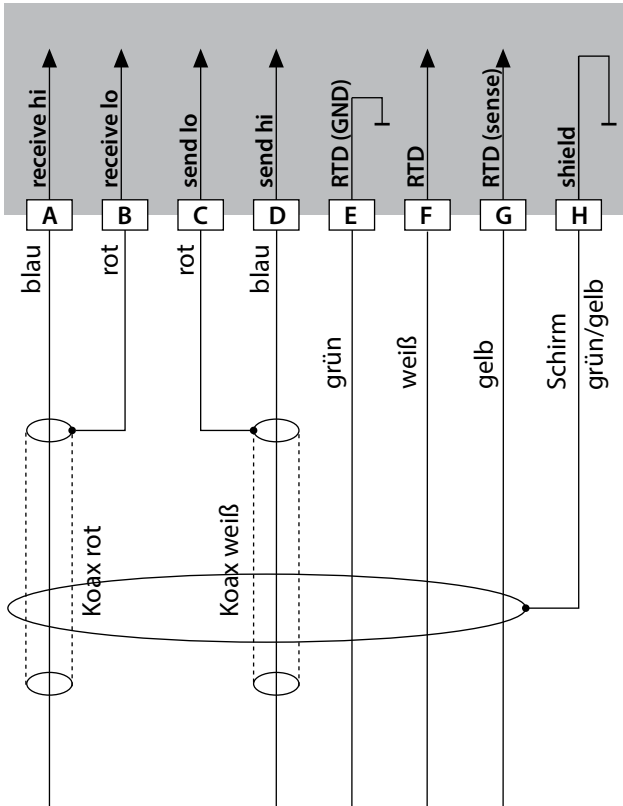 receive hi
receive lo
send lo
send hi
RTD (GND)
RTD
RTD (sense)
shield
A
B
C
D
E
F
G
H
blau
rot
rot
blau
grün
weiß
gelb
Schirm
grün/gelb
Koax rot
Koax weiß